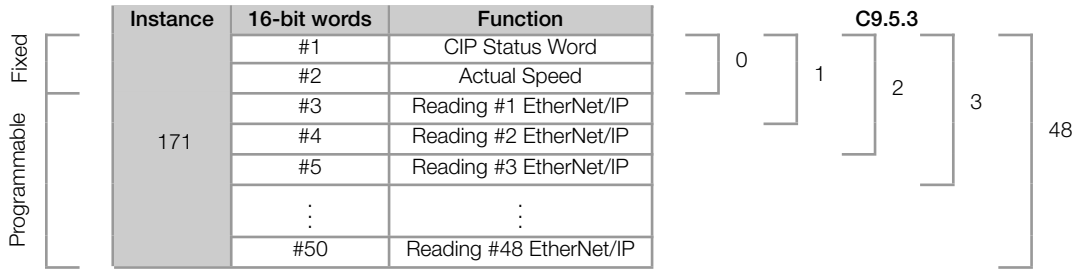 Instance 16-bit words Function C9.5.3
Fixed
#1 CIP Status Word
#2 Actual Speed
0
Programmable
171
#3 Reading #1 EtherNet/IP
1
#4 Reading #2 EtherNet/IP
2
#5 Reading #3 EtherNet/IP
3
⋮ ⋮
#50 Reading #48 EtherNet/IP
48